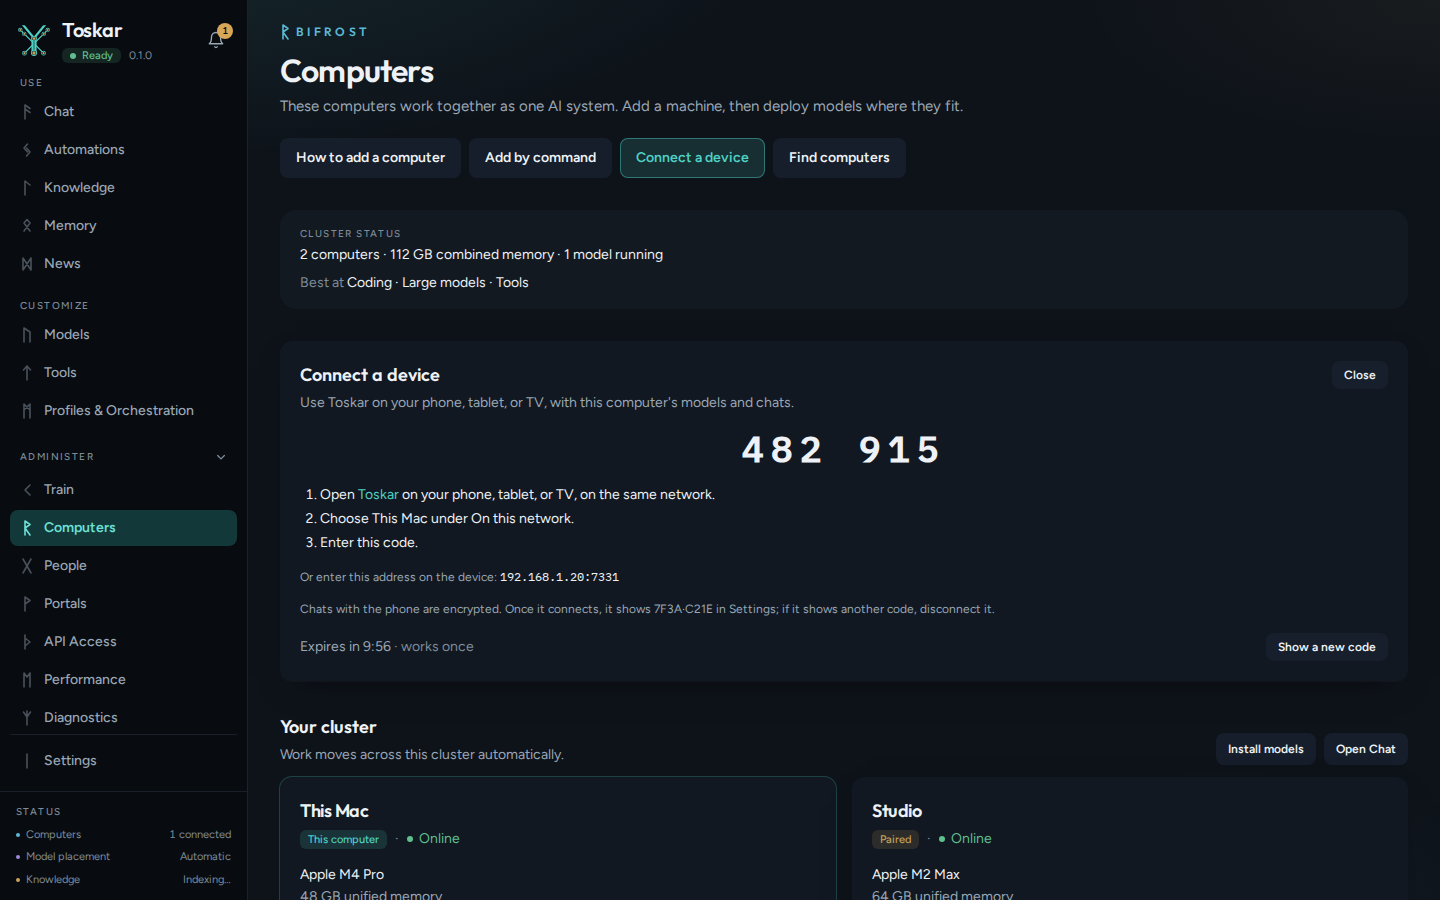 Toskar
1
Ready 0.1.0
USE
Chat
Automations
Knowledge
Memory
News
CUSTOMIZE
Models
Tools
Profiles & Orchestration
ADMINISTER
Train
Computers
People
Portals
API Access
Performance
Diagnostics
Settings
STATUS
Computers 1 connected
Model placement Automatic
Knowledge Indexing…
ᚱ BIFROST
Computers
These computers work together as one AI system. Add a machine, then deploy models where they fit.
How to add a computer Add by command Connect a device Find computers
CLUSTER STATUS
2 computers · 112 GB combined memory · 1 model running
Best at Coding · Large models · Tools
Connect a device
Close
Use Toskar on your phone, tablet, or TV, with this computer's models and chats.
482 915
1. Open Toskar on your phone, tablet, or TV, on the same network.
2. Choose This Mac under On this network.
3. Enter this code.
Or enter this address on the device: 192.168.1.20:7331
Chats with the phone are encrypted. Once it connects, it shows 7F3A-C21E in Settings; if it shows another code, disconnect it.
Expires in 9:56 · works once
Show a new code
Your cluster
Work moves across this cluster automatically.
Install models Open Chat
This Mac
This computer · Online
Apple M4 Pro
48 GB unified memory
Studio
Paired · Online
Apple M2 Max
64 GB unified memory